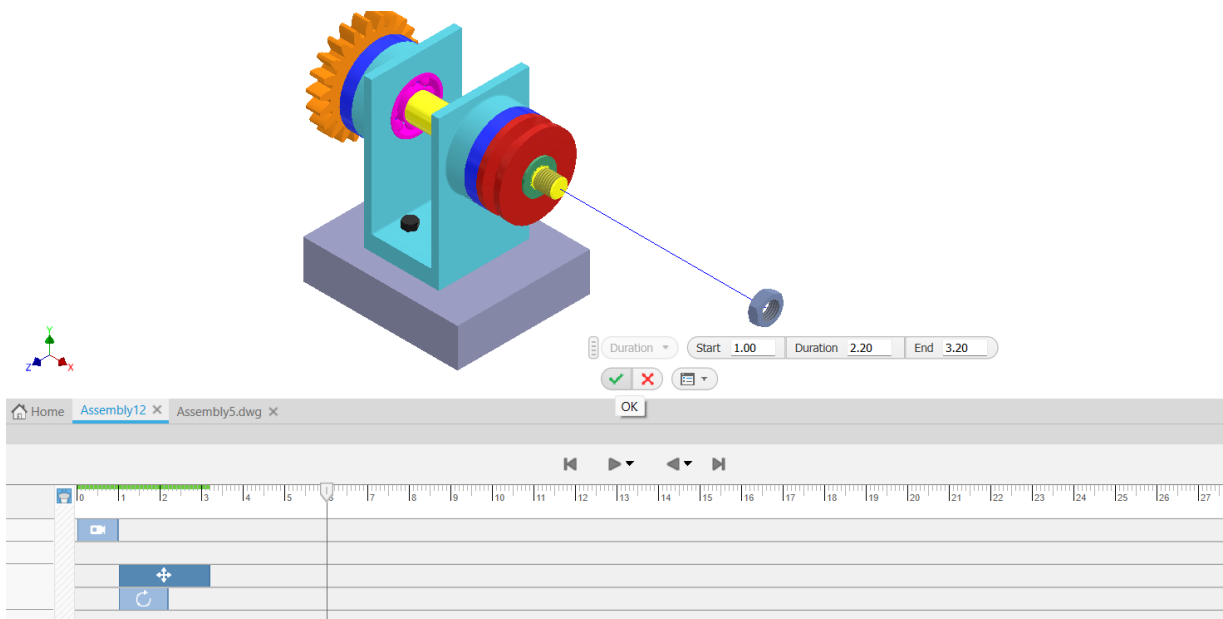 Y
Z
X
Duration Start 1.00 Duration 2.20 End 3.20
OK
Home Assembly12 Assembly5.dwg
0 1 2 3 4 5 6 7 8 9 10 11 12 13 14 15 16 17 18 19 20 21 22 23 24 25 26 27